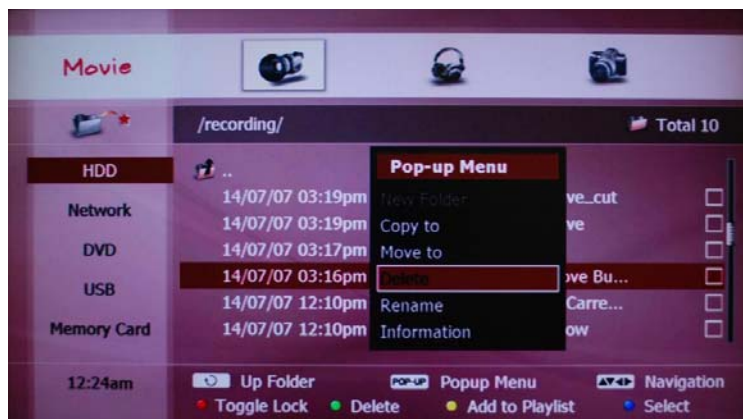 Movie
/recording/
Total 10
HDD
Network
DVD
USB
Memory Card
12:24am
..
14/07/07 03:19pm
14/07/07 03:19pm
14/07/07 03:17pm
14/07/07 03:16pm
14/07/07 12:10pm
14/07/07 12:10pm
Pop-up Menu
New Folder
Copy to
Move to
Delete
Rename
Information
ve_cut
ve
ove Bu...
Carre...
ow
Up Folder
POP-UP Popup Menu
Navigation
Toggle Lock
Delete
Add to Playlist
Select